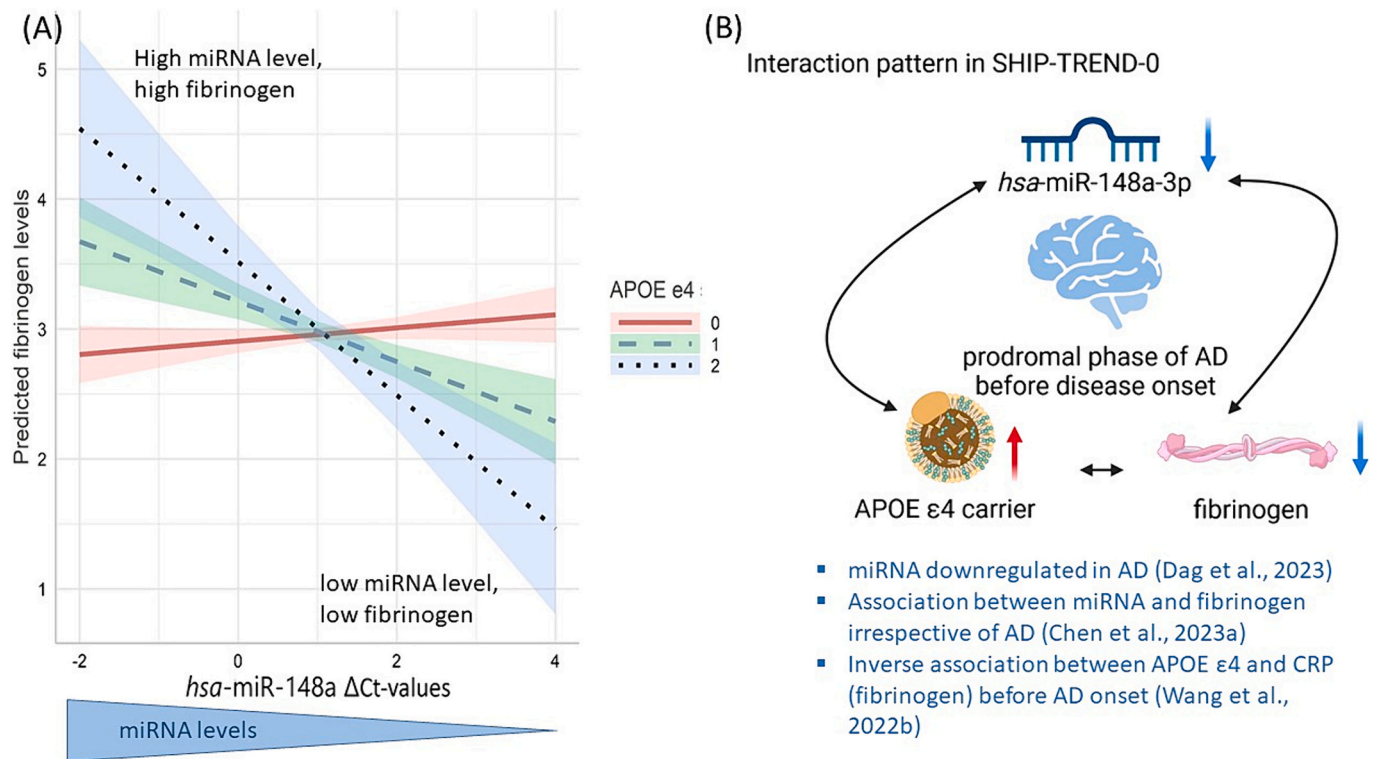 (A)
High miRNA level,
high fibrinogen
5
4
3
2
1
Predicted fibrinogen levels
low miRNA level,
low fibrinogen
-2
0
2
4
hsa-miR-148a ΔCt-values
miRNA levels
APOE e4 :
0
1
2
(B)
Interaction pattern in SHIP-TREND-0
hsa-miR-148a-3p
prodromal phase of AD
before disease onset
APOE ε4 carrier
fibrinogen
▪ miRNA downregulated in AD (Dag et al., 2023)
▪ Association between miRNA and fibrinogen
irrespective of AD (Chen et al., 2023a)
▪ Inverse association between APOE ε4 and CRP
(fibrinogen) before AD onset (Wang et al.,
2022b)